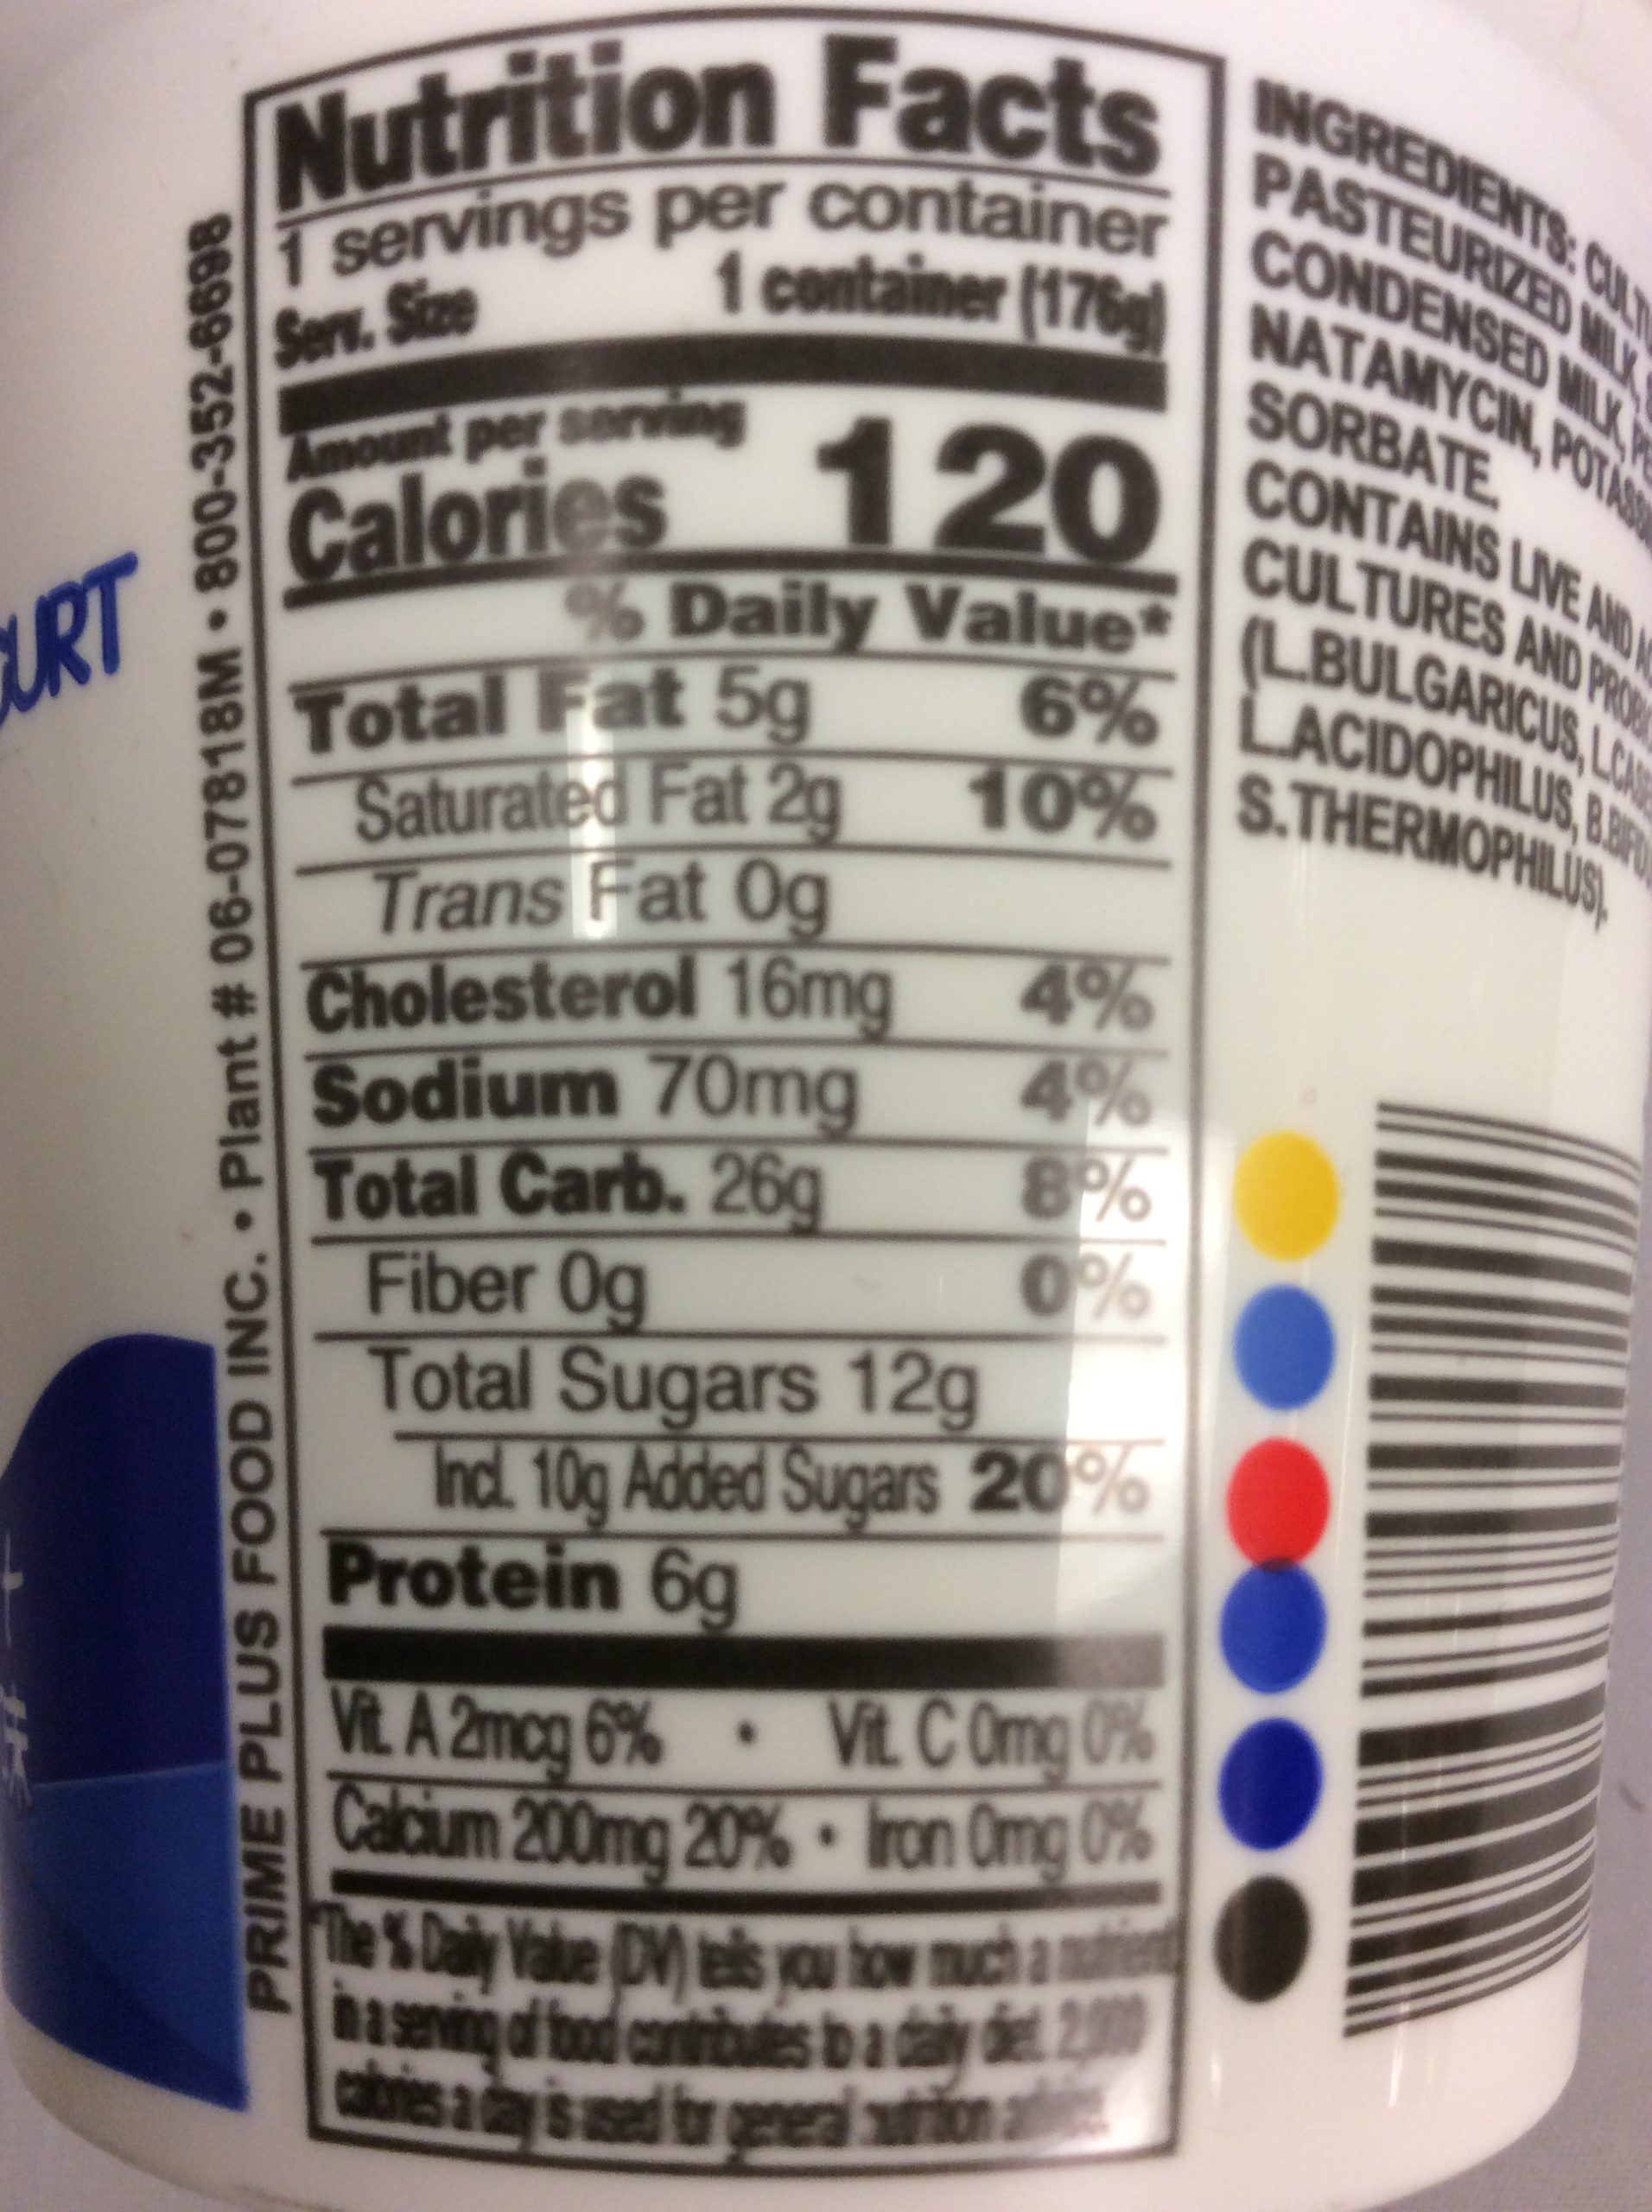 URT
PRIME PLUS FOOD INC. • Plant # 06-07818M • 800-352-6698
Nutrition Facts
1 servings per container
Serv. Size 1 container (176g)
Amount per serving
Calories 120
% Daily Value*
Total Fat 5g 6%
Saturated Fat 2g 10%
Trans Fat 0g
Cholesterol 16mg 4%
Sodium 70mg 4%
Total Carb. 26g 8%
Fiber 0g 0%
Total Sugars 12g
Incl. 10g Added Sugars 20%
Protein 6g
Vit. A 2mcg 6% • Vit. C 0mg 0%
Calcium 200mg 20% • Iron 0mg 0%
*The % Daily Value (DV) tells you how much a nutrient
in a serving of food contributes to a daily diet. 2,000
calories a day is used for general nutrition advice.
INGREDIENTS:
PASTEURIZED MILK,
CONDENSED MILK,
NATAMYCIN,
SORBATE.
CONTAINS LIVE AND
CULTURES AND
(L.BULGARICUS,
L.ACIDOPHILUS,
S.THERMOPHILUS).